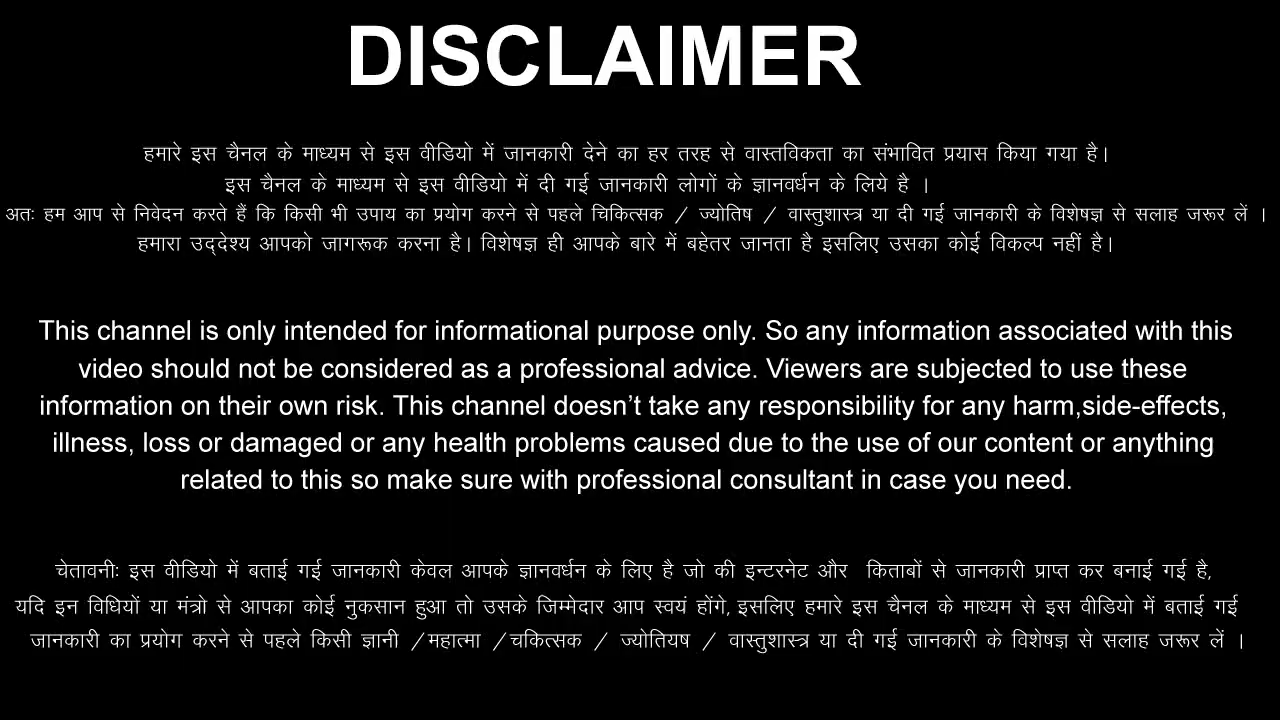 DISCLAIMER
हमारे इस चैनल के माध्यम से इस वीडियो में जानकारी देने का हर तरह से वास्तविकता का संभावित प्रयास किया गया है।
इस चैनल के माध्यम से इस वीडियो में दी गई जानकारी लोगों के ज्ञानवर्धन के लिये है ।
अतः हम आप से निवेदन करते हैं कि किसी भी उपाय का प्रयोग करने से पहले चिकित्सक / ज्योतिष / वास्तुशास्त्र या दी गई जानकारी के विशेषज्ञ से सलाह जरूर लें ।
हमारा उद्देश्य आपको जागरूक करना है। विशेषज्ञ ही आपके बारे में बहेतर जानता है इसलिए उसका कोई विकल्प नहीं है।
This channel is only intended for informational purpose only. So any information associated with this
video should not be considered as a professional advice. Viewers are subjected to use these
information on their own risk. This channel doesn’t take any responsibility for any harm,side-effects,
illness, loss or damaged or any health problems caused due to the use of our content or anything
related to this so make sure with professional consultant in case you need.
चेतावनीः इस वीडियो में बताई गई जानकारी केवल आपके ज्ञानवर्धन के लिए है जो की इन्टरनेट और किताबों से जानकारी प्राप्त कर बनाई गई है,
यदि इन विधियों या मंत्रो से आपका कोई नुकसान हुआ तो उसके जिम्मेदार आप स्वयं होंगे, इसलिए हमारे इस चैनल के माध्यम से इस वीडियो में बताई गई
जानकारी का प्रयोग करने से पहले किसी ज्ञानी /महात्मा /चकित्सक / ज्योतियष / वास्तुशास्त्र या दी गई जानकारी के विशेषज्ञ से सलाह जरूर लें ।